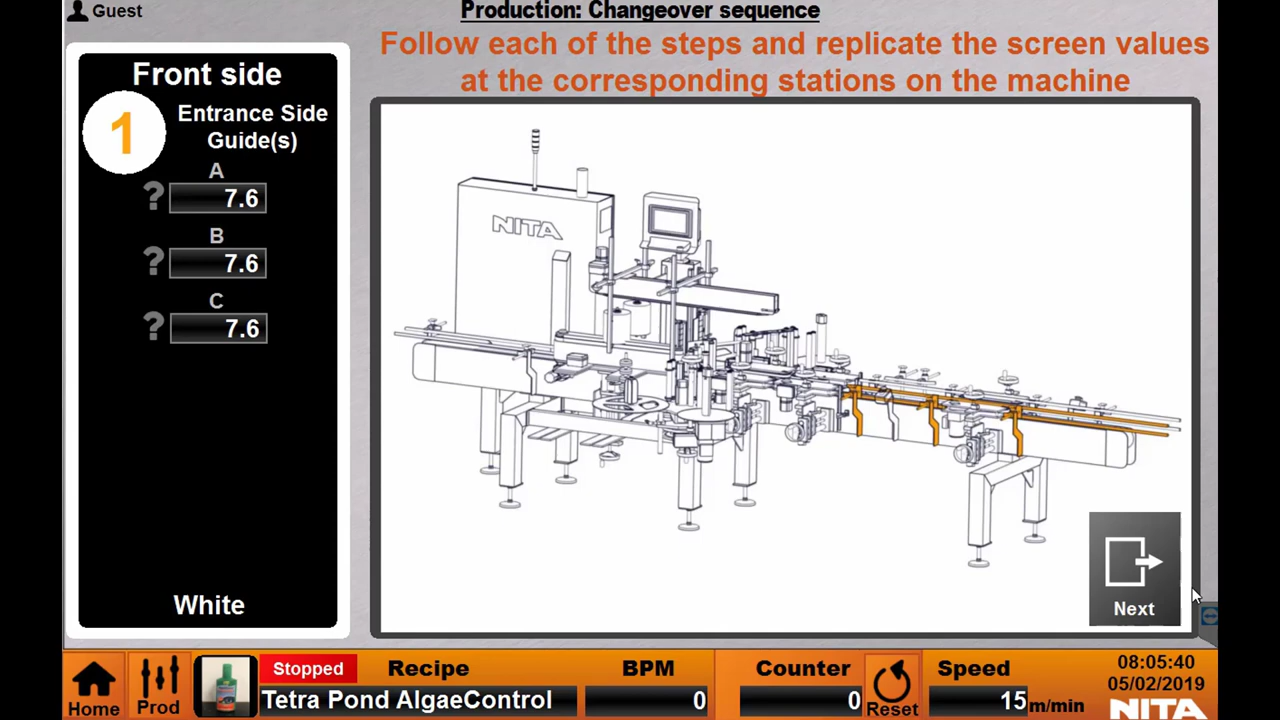 Guest
Production: Changeover sequence
Follow each of the steps and replicate the screen values
at the corresponding stations on the machine
Front side
1
Entrance Side
Guide(s)
A
? 7.6
B
? 7.6
C
? 7.6
White
NITA
Next
Home
Prod
Stopped
Recipe
Tetra Pond AlgaeControl
BPM
0
Counter
0
Reset
Speed
15 m/min
08:05:40
05/02/2019
NITA